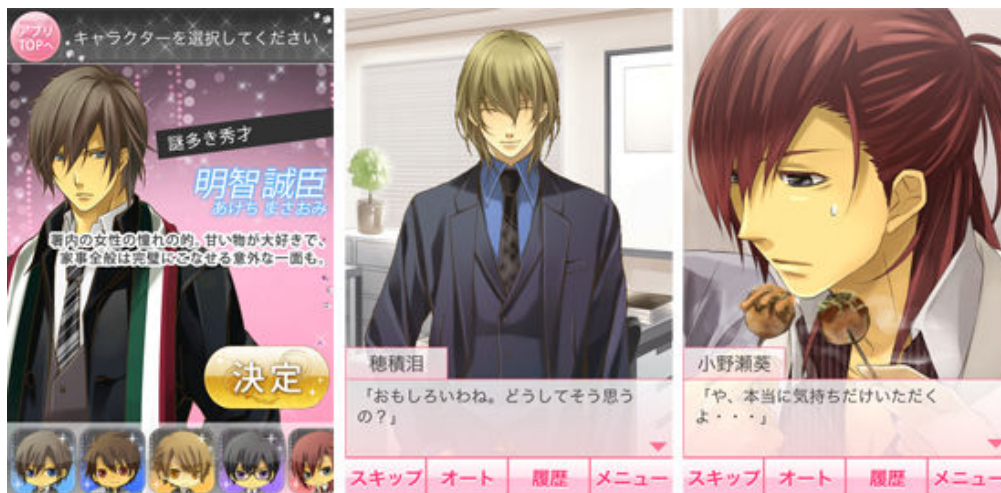 アプリ
TOPへ
キャラクターを選択してください
謎多き秀才
明智 誠臣
あけち まさおみ
署内の女性の憧れの的。甘い物が大好きで、
家事全般は完璧にこなせる意外な一面も。
決定
穂積泪
「おもしろいわね。どうしてそう思う
の？」
スキップ
オート
履歴
メニュー
小野瀬葵
「や、本当に気持ちだけいただく
よ・・・」
スキップ
オート
履歴
メニュー